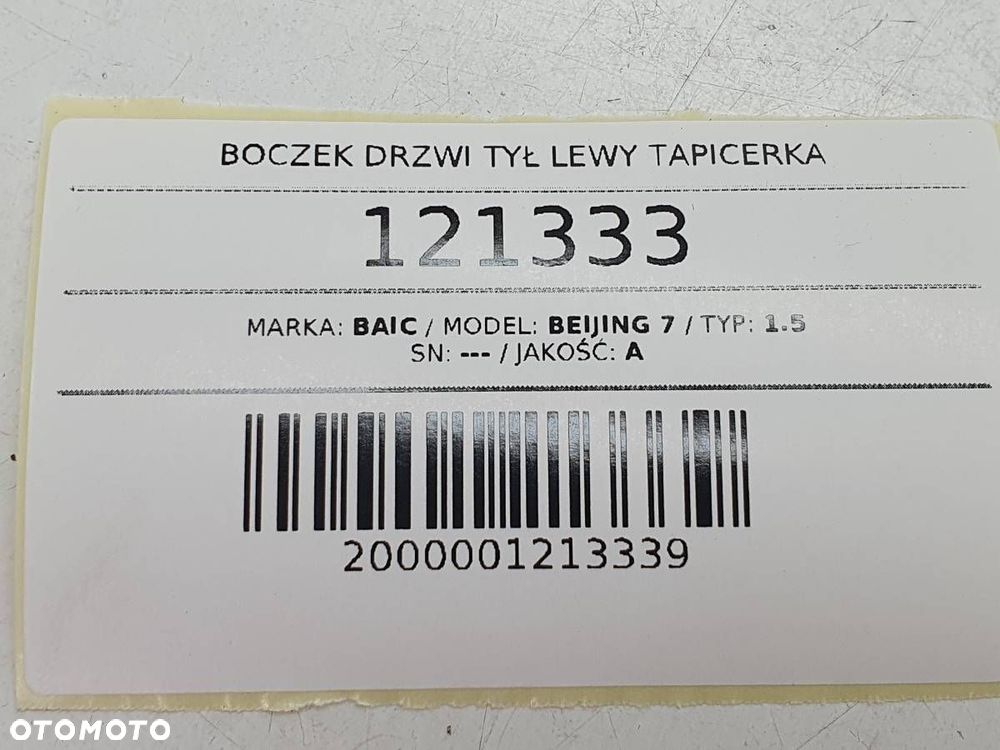 BOCZEK DRZWI TYŁ LEWY TAPICERKA
121333
MARKA: BAIC / MODEL: BEIJING 7 / TYP: 1.5
SN: --- / JAKOŚĆ: A
2000001213339
OTOMOTO